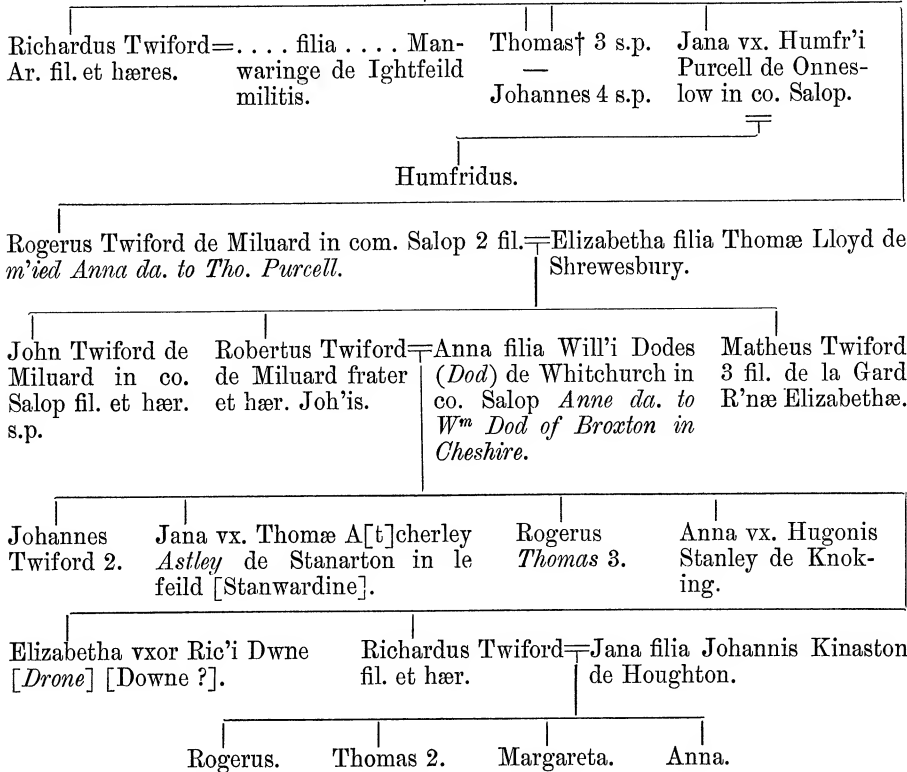 Richardus Twiford=. . . . filia . . . . Man-
Ar. fil. et hæres.
waringe de Ightfeild
militis.
Thomas† 3 s.p.
—
Johannes 4 s.p.
Jana vx. Humfr'i
Purcell de Onnes-
low in co. Salop.
Humfridus.
Rogerus Twiford de Miluard in com. Salop 2 fil.=Elizabetha filia Thomæ Lloyd de
m'ied Anna da. to Tho. Purcell.
Shrewesbury.
John Twiford de
Miluard in co.
Salop fil. et hær.
s.p.
Robertus Twiford=
de Miluard frater
et hær. Joh'is.
Anna filia Will'i Dodes
(Dod) de Whitchurch in
co. Salop Anne da. to
Wᵐ Dod of Broxton in
Cheshire.
Matheus Twiford
3 fil. de la Gard
R'næ Elizabethæ.
Johannes
Twiford 2.
Jana vx. Thomæ A[t]cherley
Astley de Stanarton in le
feild [Stanwardine].
Rogerus
Thomas 3.
Anna vx. Hugonis
Stanley de Knok-
ing.
Elizabetha vxor Ric'i Dwne
[Drone] [Downe ?].
Richardus Twiford=Jana filia Johannis Kinaston
fil. et hær.
de Houghton.
Rogerus.
Thomas 2.
Margareta.
Anna.